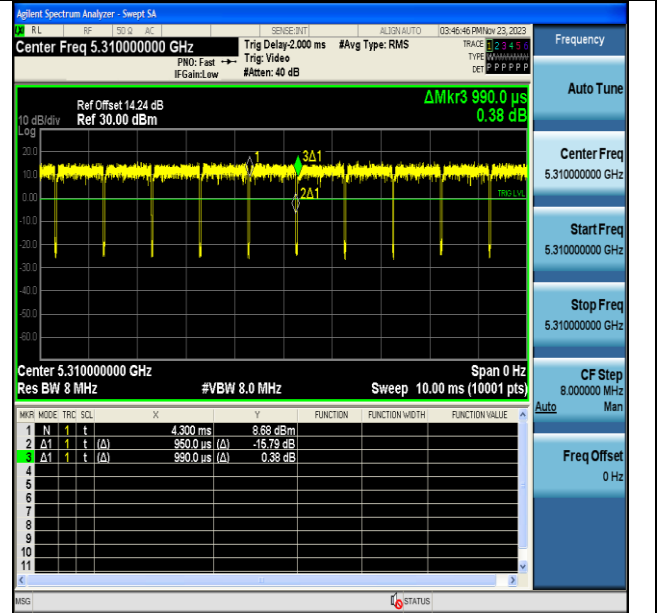 Agilent Spectrum Analyzer - Swept SA
RL RF 50 Ω AC SENSE:INT ALIGN AUTO 03:46:46 PM Nov 23, 2023
Center Freq 5.310000000 GHz
PNO: Fast
IFGain:Low
Trig Delay-2.000 ms
Trig: Video
#Atten: 40 dB
#Avg Type: RMS
TRACE 1 2 3 4 5 6
TYPE
DET P P P P P P
Frequency
Ref Offset 14.24 dB
10 dB/div Ref 30.00 dBm
Log
ΔMkr3 990.0 µs
0.38 dB
20.0
10.0
0.00
-10.0
-20.0
-30.0
-40.0
-50.0
-60.0
1
3Δ1
2Δ1
TRIG LVL
Center 5.310000000 GHz Span 0 Hz
Res BW 8 MHz #VBW 8.0 MHz Sweep 10.00 ms (10001 pts)
MKR MODE TRC SCL X Y FUNCTION FUNCTION WIDTH FUNCTION VALUE
1 N 1 t 4.300 ms 8.68 dBm
2 Δ1 1 t (Δ) 950.0 µs (Δ) -15.79 dB
3 Δ1 1 t (Δ) 990.0 µs (Δ) 0.38 dB
4
5
6
7
8
9
10
11
MSG STATUS
Auto Tune
Center Freq
5.310000000 GHz
Start Freq
5.310000000 GHz
Stop Freq
5.310000000 GHz
CF Step
8.000000 MHz
Auto Man
Freq Offset
0 Hz